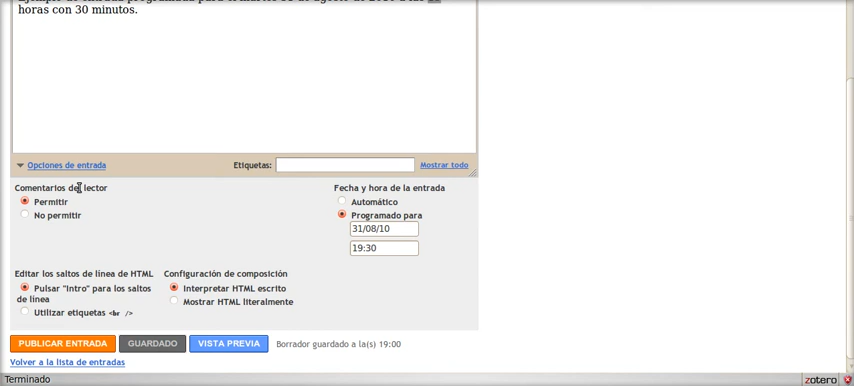 horas con 30 minutos.
Opciones de entrada Etiquetas: Mostrar todo
Comentarios del lector
Permitir
No permitir
Fecha y hora de la entrada
Automático
Programado para
31/08/10
19:30
Editar los saltos de línea de HTML
Pulsar "Intro" para los saltos
de línea
Utilizar etiquetas <br />
Configuración de composición
Interpretar HTML escrito
Mostrar HTML literalmente
PUBLICAR ENTRADA GUARDADO VISTA PREVIA Borrador guardado a la(s) 19:00
Volver a la lista de entradas
Terminado zotero